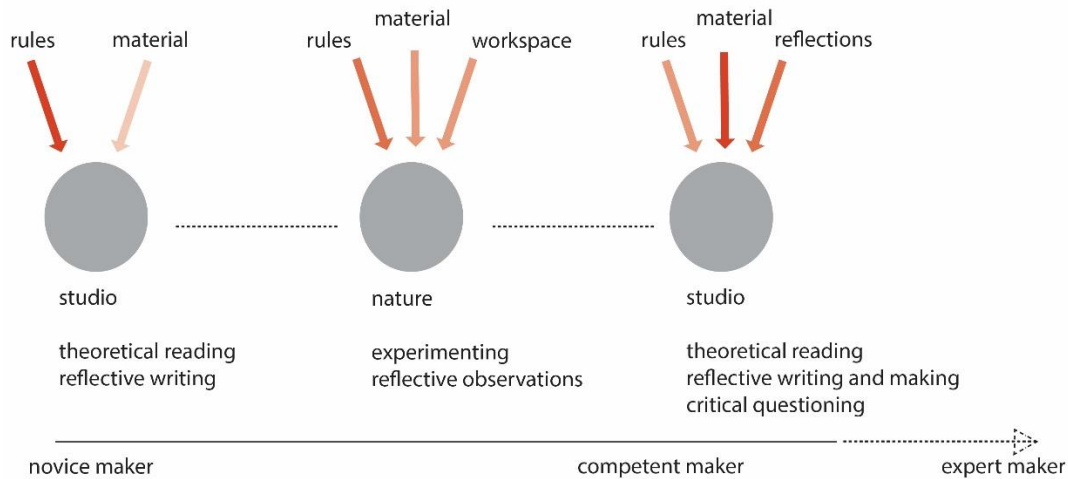 rules
material
rules
material
workspace
rules
material
reflections
studio
nature
studio
theoretical reading
reflective writing
experimenting
reflective observations
theoretical reading
reflective writing and making
critical questioning
novice maker
competent maker
expert maker